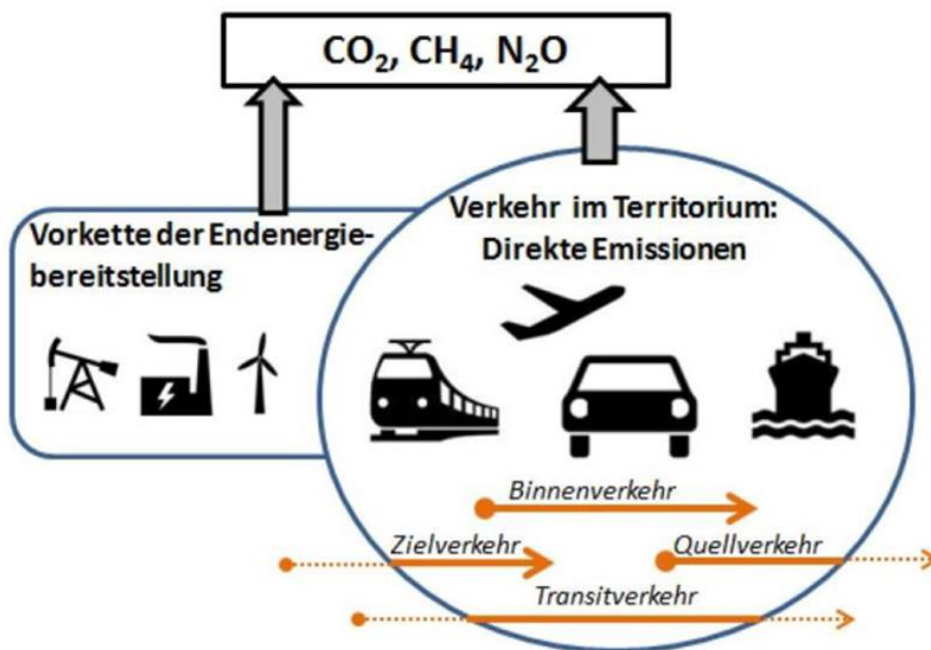 CO₂, CH₄, N₂O
Vorkette der Endenergie-
bereitstellung
Verkehr im Territorium:
Direkte Emissionen
Binnenverkehr
Zielverkehr
Quellverkehr
Transitverkehr